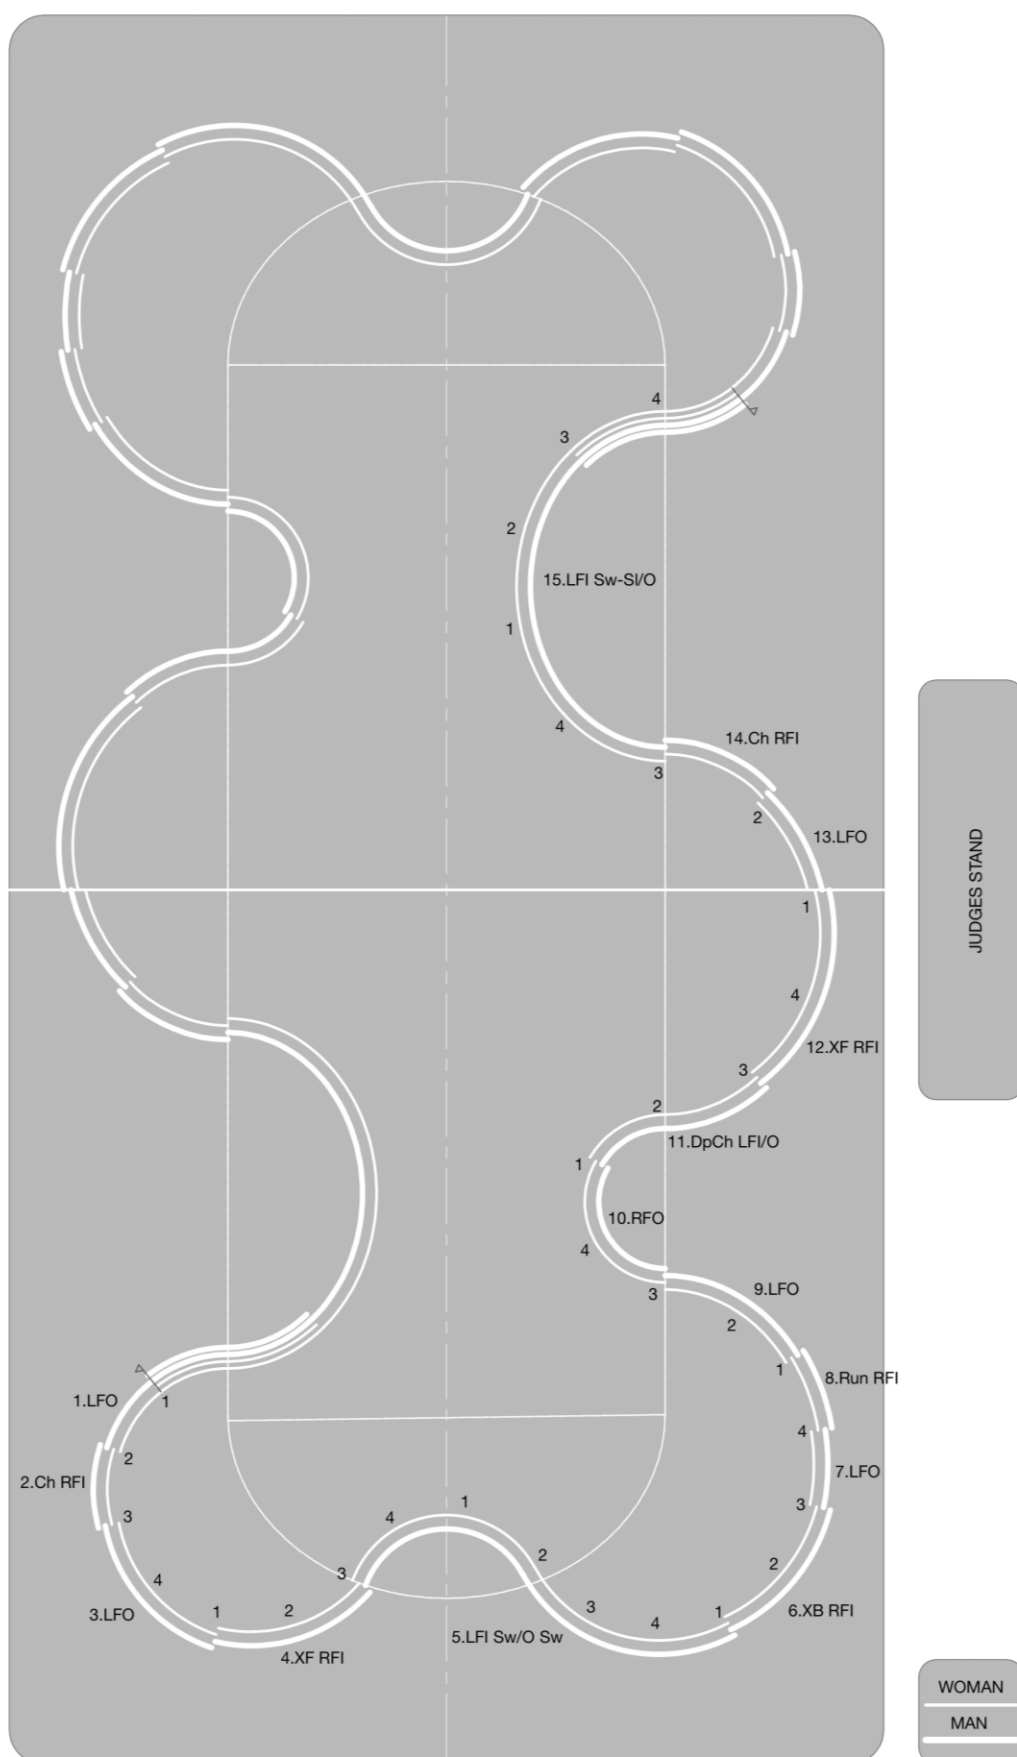 4
3
2
15.LFI Sw-SI/O
1
4
14.Ch RFI
3
2
13.LFO
1
JUDGES STAND
4
12.XF RFI
3
2
11.DpCh LFI/O
1
10.RFO
4
9.LFO
3
2
1
8.Run RFI
1.LFO
1
4
2
7.LFO
2.Ch RFI
3
3
4
1
2
3
2
4
3.LFO
1
2
3
4
1
6.XB RFI
5.LFI Sw/O Sw
4.XF RFI
WOMAN
MAN